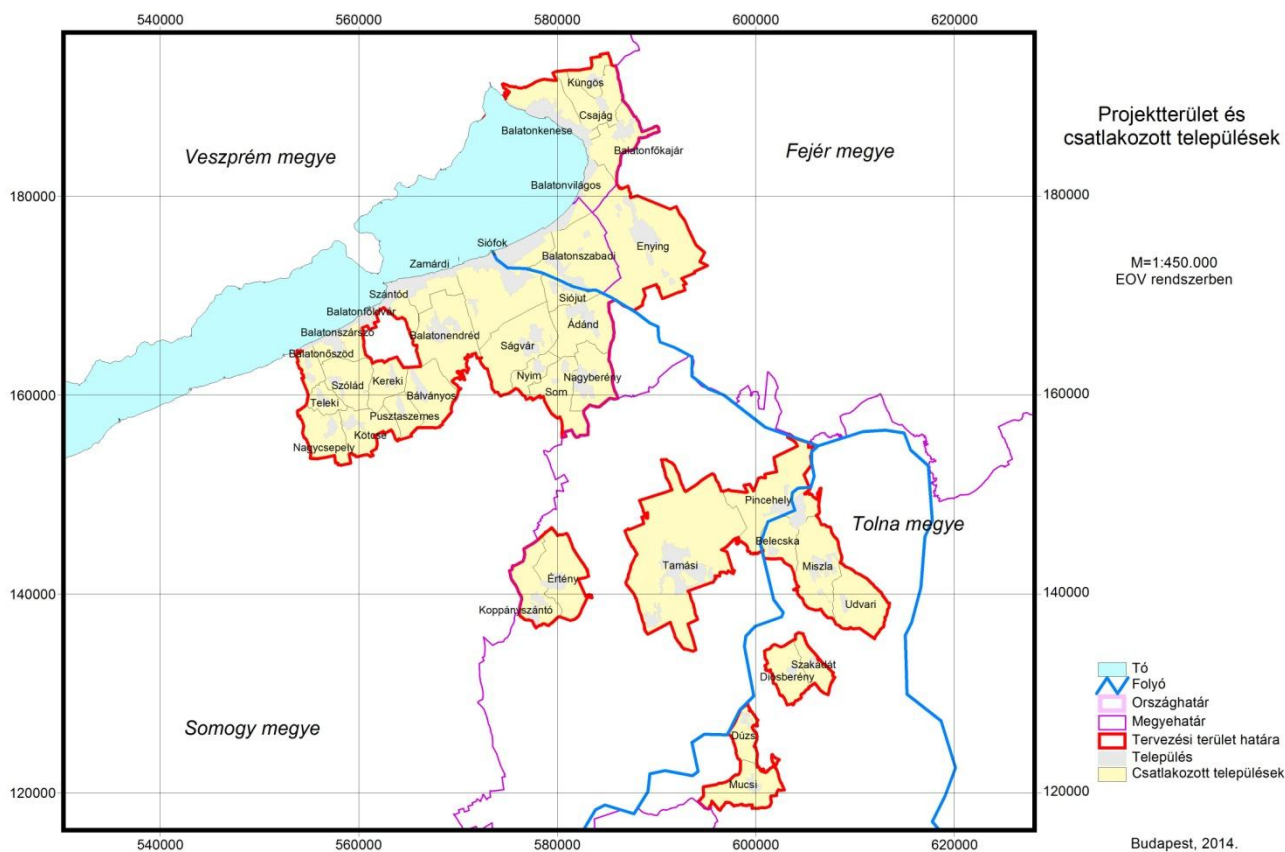 540000 560000 580000 600000 620000
Projektterület és
csatlakozott települések
M=1:450.000
EOV rendszerben
Veszprém megye
Fejér megye
Küngös
Csajág
Balatonkenese
Balatonfőkajár
Balatonvilágos
180000 180000
Siófok
Enying
Balatonszabadi
Zamárdi
Szántód
Siójut
Balatonföldvár
Ádánd
Balatonszárszó
Balatonendréd
Ságvár
Balatonőszöd
Nyim
Nagyberény
Szólád
Kereki
Som
Bálványos
160000 160000
Teleki
Pusztaszemes
Kötcse
Nagycsepely
Pincehely
Tolna megye
Belecska
Tamási
Miszla
Értény
Udvari
Koppányszántó
140000 140000
Szakadát
Diósberény
Somogy megye
Dúzs
Mucsi
120000 120000
Tó
Folyó
Országhatár
Megyehatár
Tervezési terület határa
Település
Csatlakozott települések
540000 560000 580000 600000 620000
Budapest, 2014.